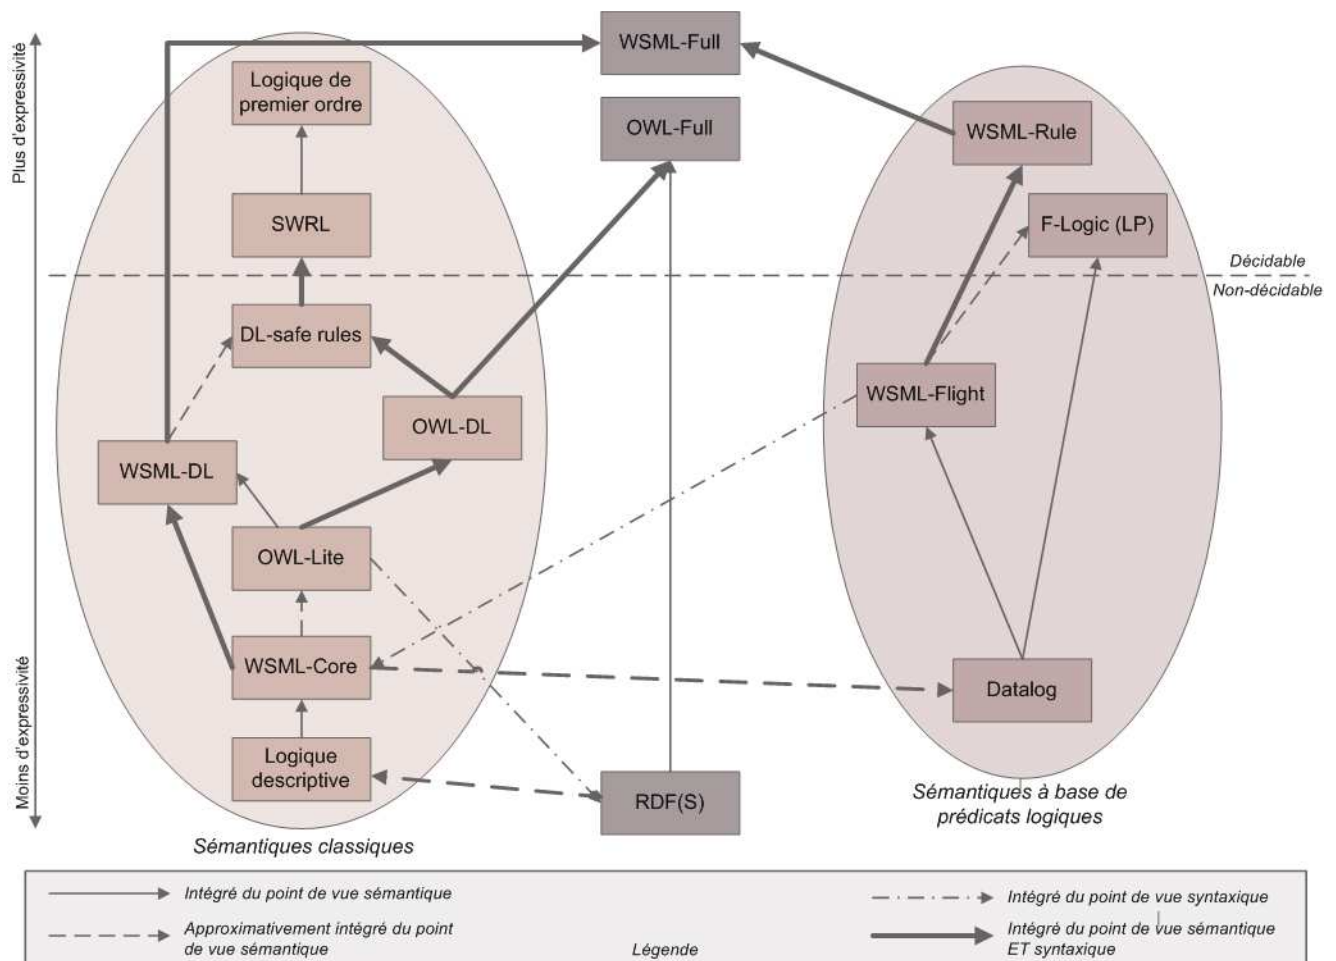 Plus d'expressivité
Moins d'expressivité
WSML-Full
OWL-Full
Logique de
premier ordre
SWRL
DL-safe rules
OWL-DL
WSML-DL
OWL-Lite
WSML-Core
Logique
descriptive
Sémantiques classiques
RDF(S)
WSML-Rule
F-Logic (LP)
Décidable
Non-décidable
WSML-Flight
Datalog
Sémantiques à base de
prédicats logiques
Intégré du point de vue sémantique
Approximativement intégré du point
de vue sémantique
Légende
Intégré du point de vue syntaxique
Intégré du point de vue sémantique
ET syntaxique